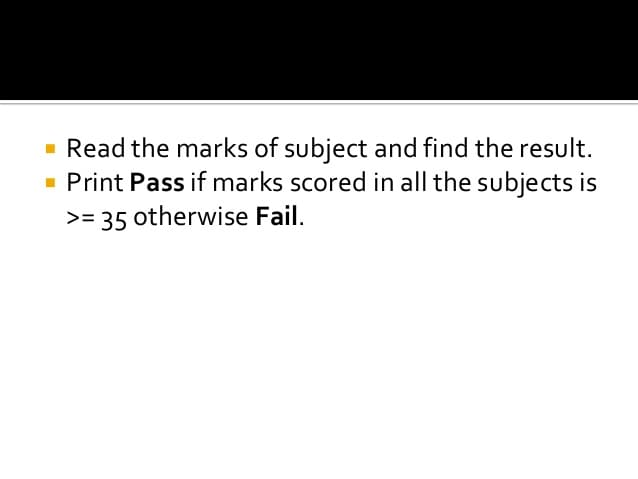 Read the marks of subject and find the result.
Print Pass if marks scored in all the subjects is
>= 35 otherwise Fail.